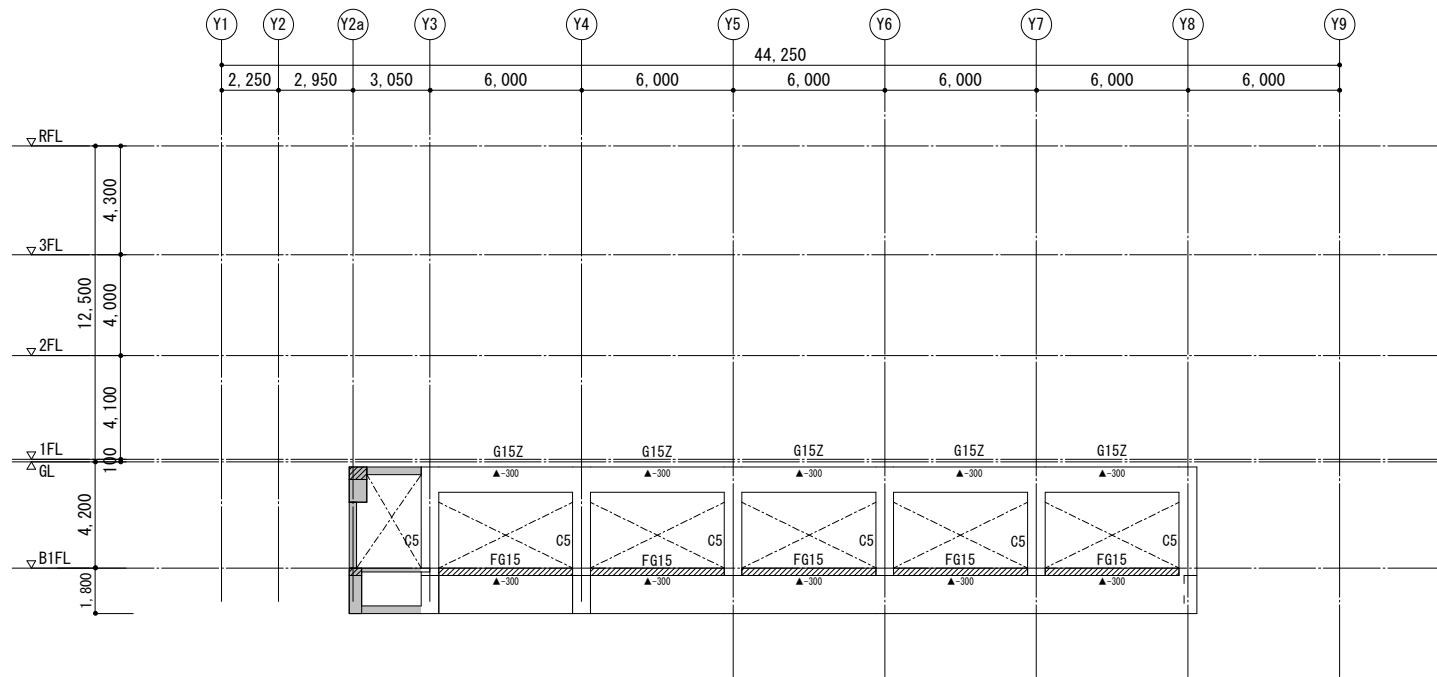 Y1 Y2 Y2a Y3 Y4 Y5 Y6 Y7 Y8 Y9
44,250
2,250 2,950 3,050 6,000 6,000 6,000 6,000 6,000 6,000
RFL
4,300
3FL
12,500
4,000
2FL
4,100
1FL
100
GL
G15Z G15Z G15Z G15Z G15Z
▲-300 ▲-300 ▲-300 ▲-300 ▲-300
4,200
C5 C5 C5 C5 C5 C5
B1FL
FG15 FG15 FG15 FG15 FG15
▲-300 ▲-300 ▲-300 ▲-300 ▲-300
1,800